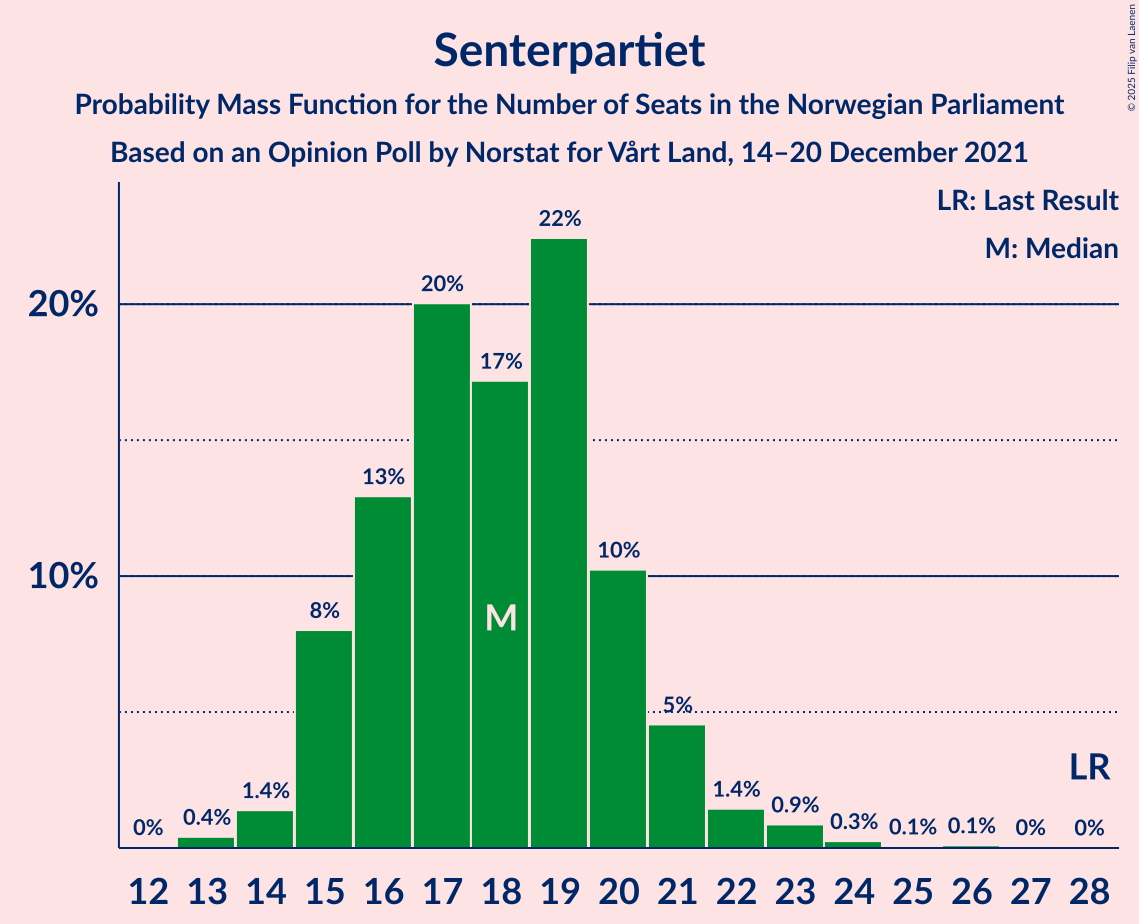 Senterpartiet
Probability Mass Function for the Number of Seats in the Norwegian Parliament
Based on an Opinion Poll by Norstat for Vårt Land, 14–20 December 2021
© 2025 Filip van Laenen
LR: Last Result
M: Median
22%
20%
20%
17%
13%
10%
10%
8%
M
5%
LR
0%
0.4%
1.4%
1.4%
0.9%
0.3%
0.1%
0.1%
0%
0%
12 13 14 15 16 17 18 19 20 21 22 23 24 25 26 27 28